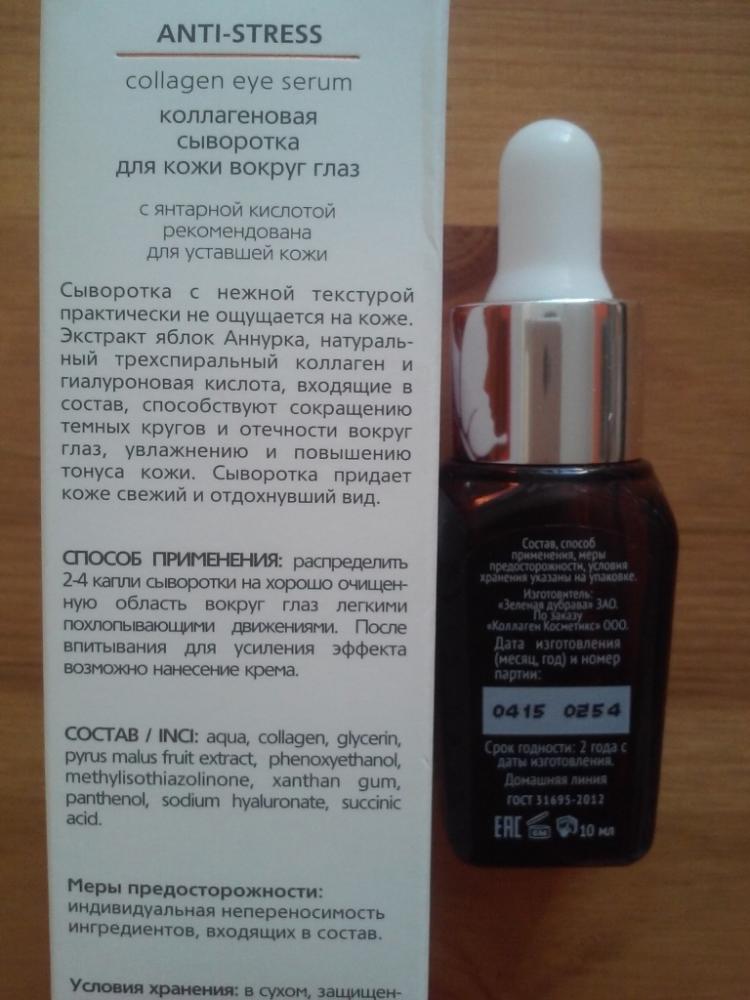 ANTI-STRESS
collagen eye serum
коллагеновая
сыворотка
для кожи вокруг глаз
с янтарной кислотой
рекомендована
для уставшей кожи
Сыворотка с нежной текстурой
практически не ощущается на коже.
Экстракт яблок Аннурка, натураль-
ный трехспиральный коллаген и
гиалуроновая кислота, входящие в
состав, способствуют сокращению
темных кругов и отечности вокруг
глаз, увлажнению и повышению
тонуса кожи. Сыворотка придает
коже свежий и отдохнувший вид.
СПОСОБ ПРИМЕНЕНИЯ: распределить
2-4 капли сыворотки на хорошо очищен-
ную область вокруг глаз легкими
похлопывающими движениями. После
впитывания для усиления эффекта
возможно нанесение крема.
СОСТАВ / INCI: aqua, collagen, glycerin,
pyrus malus fruit extract, phenoxyethanol,
methylisothiazolinone, xanthan gum,
panthenol, sodium hyaluronate, succinic
acid.
Меры предосторожности:
индивидуальная непереносимость
ингредиентов, входящих в состав.
Условия хранения: в сухом, защищен-
Состав, способ
применения, меры
предосторожности, условия
хранения указаны на упаковке.
Изготовитель:
«Зеленая дубрава» ЗАО.
По заказу
«Коллаген Косметикс» ООО.
Дата изготовления
(месяц, год) и номер
партии:
0415 0254
Срок годности: 2 года с
даты изготовления.
Домашняя линия
ГОСТ 31695-2012
EAC 10 мл